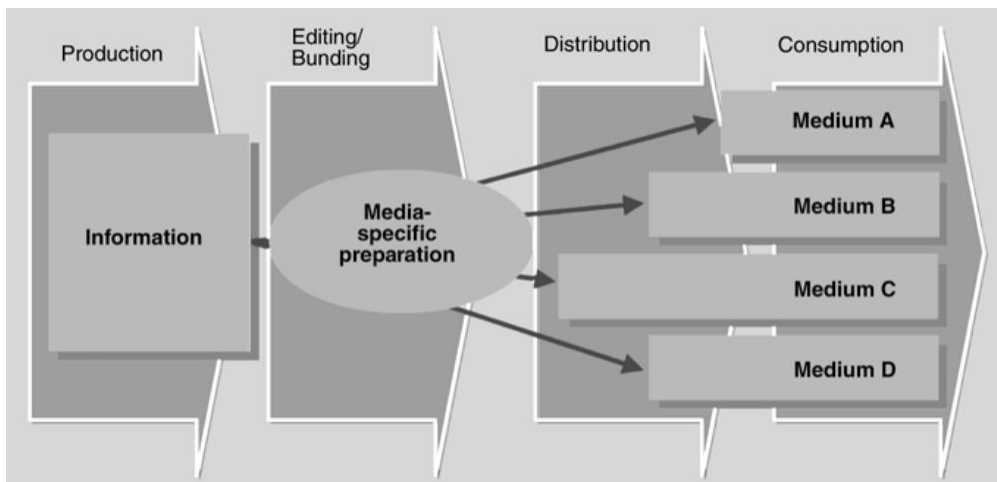 Production
Editing/
Bunding
Distribution
Consumption
Information
Media-
specific
preparation
Medium A
Medium B
Medium C
Medium D